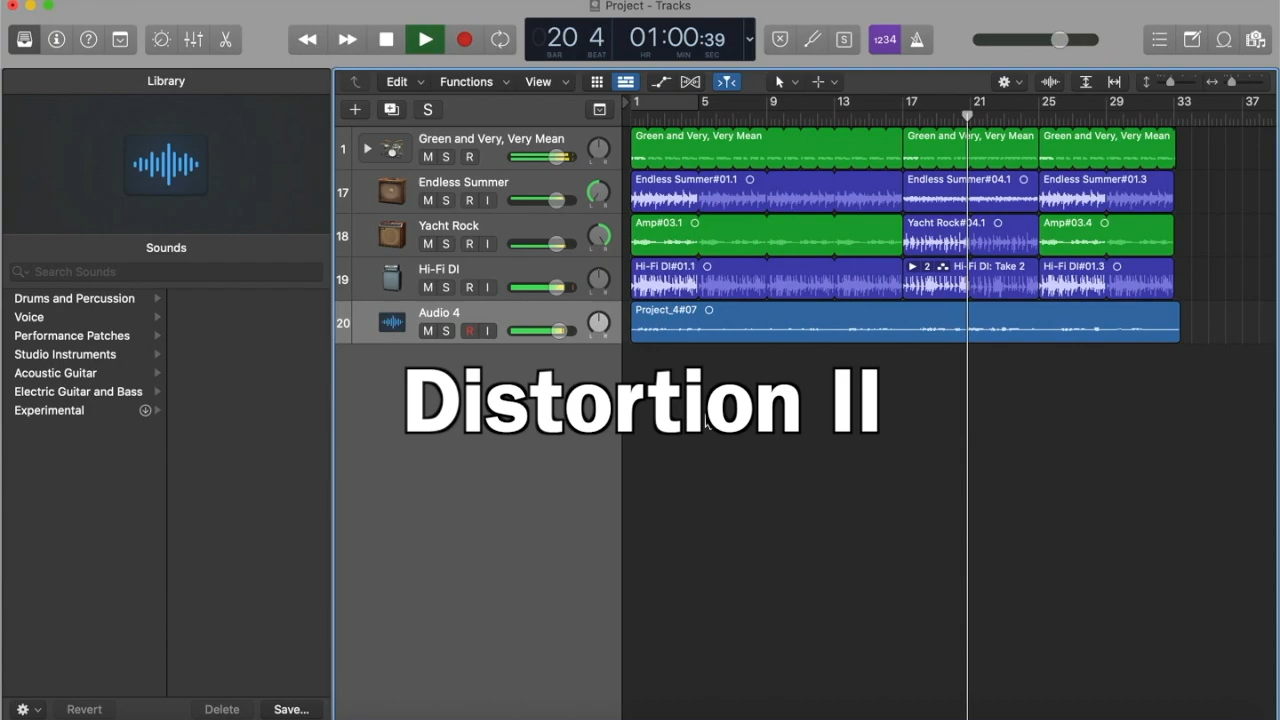 Project - Tracks
20 4
BAR BEAT
01:00:39
HR MIN SEC
1234
S
Library
Edit
Functions
View
S
1 5 9 13 17 21 25 29 33 37
1
Green and Very, Very Mean
M S R
L R
Green and Very, Very Mean
Green and Very, Very Mean
Green and Very, Very Mean
17
Endless Summer
M S R I
L R
Endless Summer#01.1
Endless Summer#04.1
Endless Summer#01.3
18
Yacht Rock
M S R I
L R
Amp#03.1
Yacht Rock#04.1
Amp#03.4
19
Hi-Fi DI
M S R I
L R
Hi-Fi DI#01.1
2 Hi-Fi DI: Take 2
Hi-Fi DI#01.3
20
Audio 4
M S R I
L R
Project_4#07
Sounds
Search Sounds
Drums and Percussion
Voice
Performance Patches
Studio Instruments
Acoustic Guitar
Electric Guitar and Bass
Experimental
Distortion II
Revert
Delete
Save...